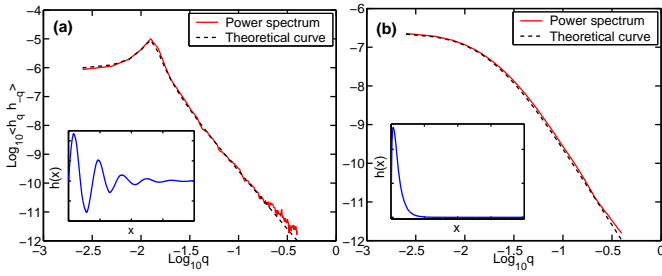 (a)
Power spectrum
Theoretical curve
Log10<hq h-q>
−4
−5
−6
−7
−8
−9
−10
−11
−12
h(x)
x
−3 −2.5 −2 −1.5 −1 −0.5 0
Log10q
(b)
Power spectrum
Theoretical curve
−6
−7
−8
−9
−10
−11
−12
h(x)
x
−3 −2.5 −2 −1.5 −1 −0.5 0
Log10q